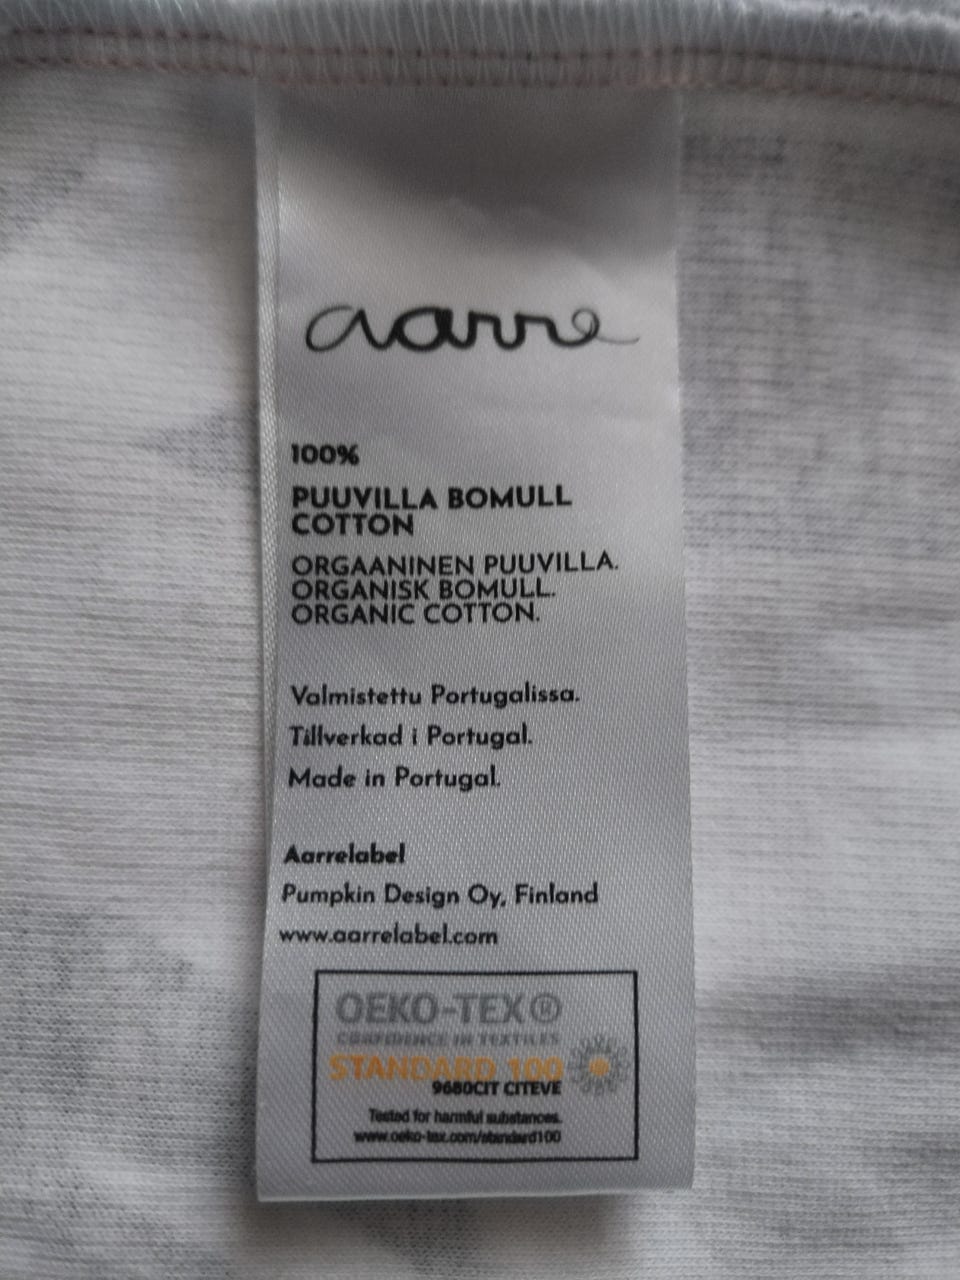 aarre
100%
PUUVILLA BOMULL
COTTON
ORGAANINEN PUUVILLA.
ORGANISK BOMULL.
ORGANIC COTTON.
Valmistettu Portugalissa.
Tillverkad i Portugal.
Made in Portugal.
Aarrelabel
Pumpkin Design Oy, Finland
www.aarrelabel.com
OEKO-TEX®
CONFIDENCE IN TEXTILES
STANDARD 100
9680CIT CITEVE
Tested for harmful substances.
www.oeko-tex.com/standard100